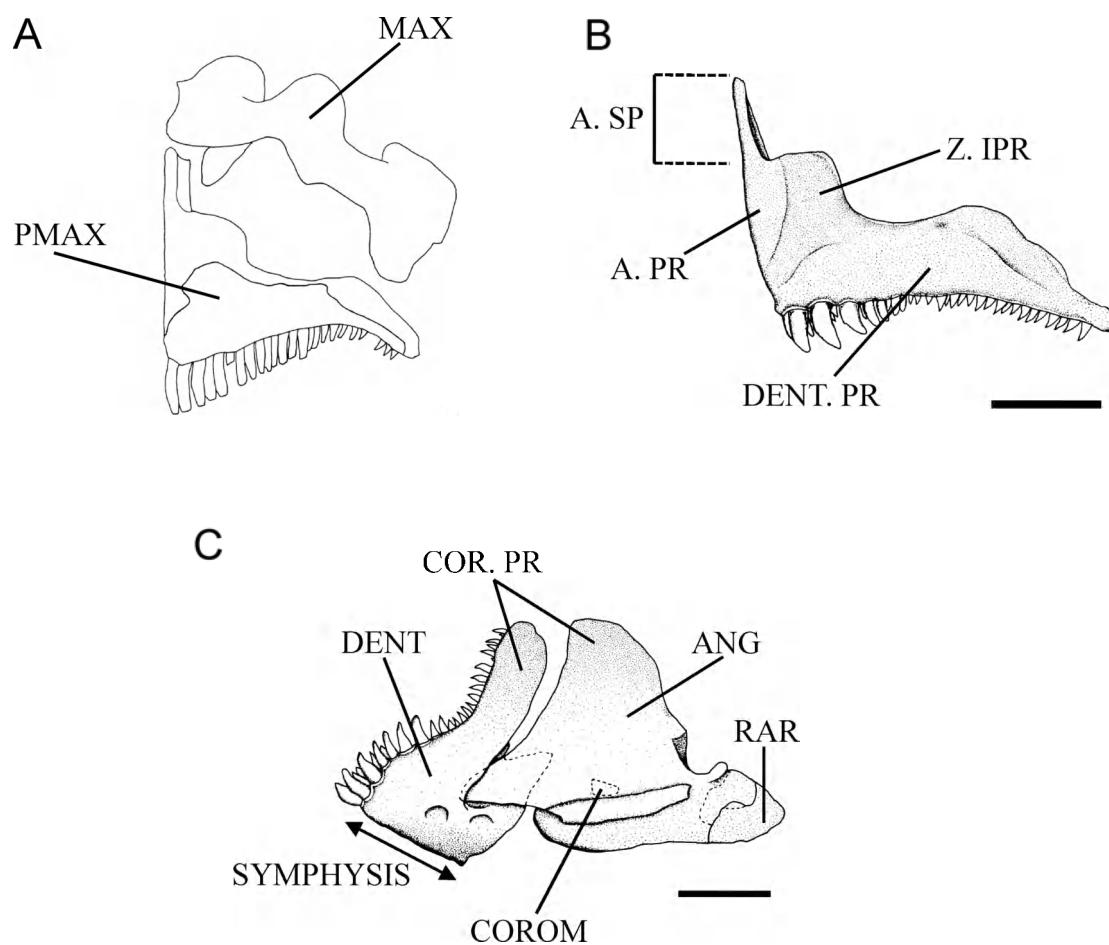 A
MAX
PMAX
B
A. SP
Z. IPR
A. PR
DENT. PR
C
COR. PR
DENT
ANG
RAR
SYMPHYSIS
COROM